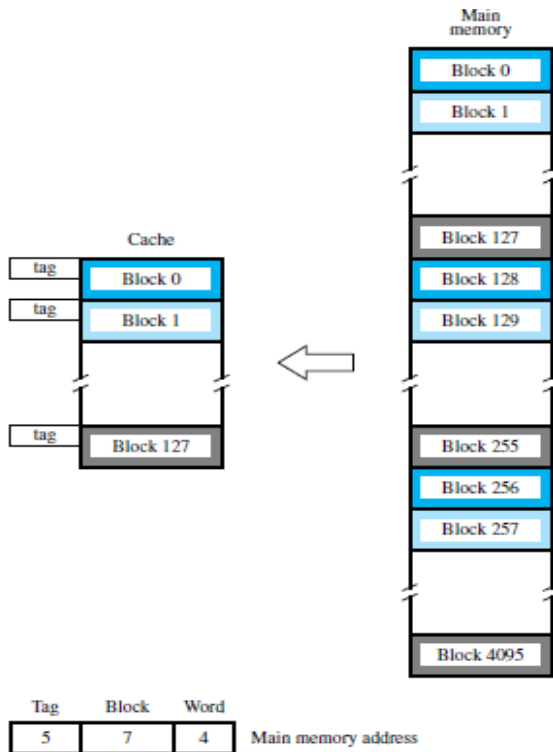 Main
memory
Block 0
Block 1
Block 127
Block 128
Block 129
Block 255
Block 256
Block 257
Block 4095
Cache
tag
Block 0
tag
Block 1
tag
Block 127
Tag Block Word
5 7 4 Main memory address